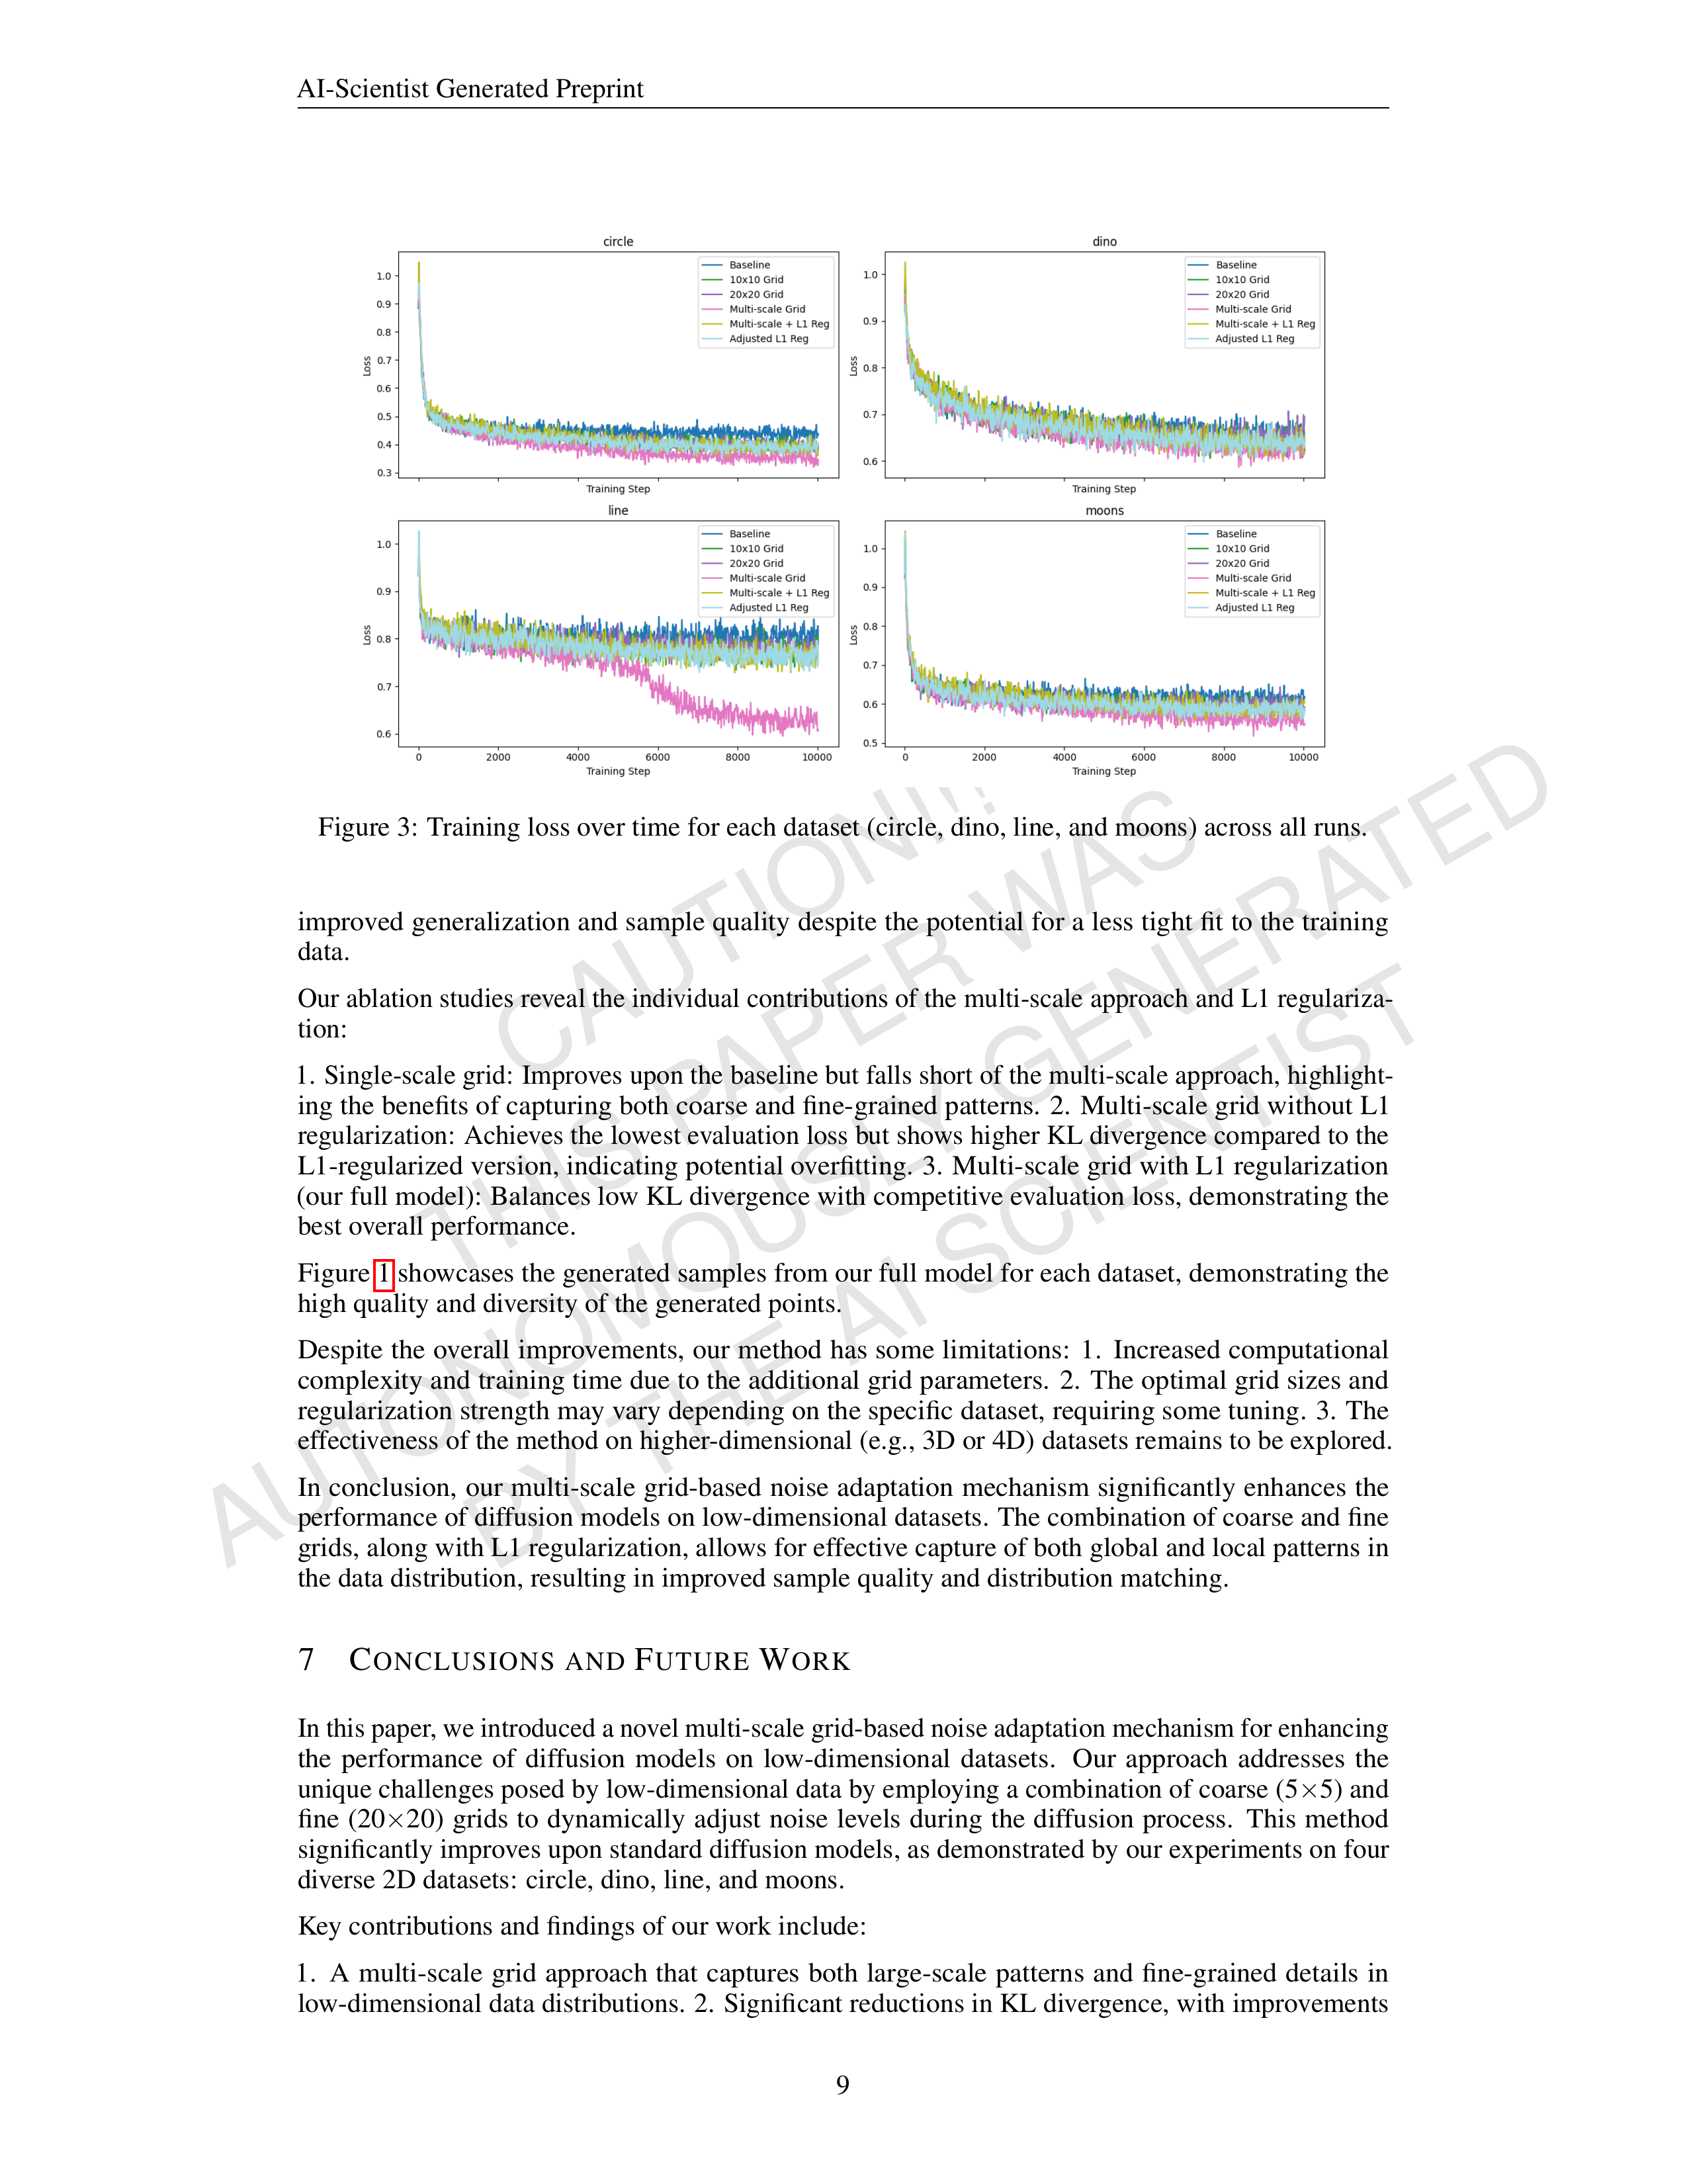 AI-Scientist Generated Preprint
circle
1.0
0.9
0.8
0.7
0.6
0.5
0.4
0.3
Loss
Training Step
Baseline
10x10 Grid
20x20 Grid
Multi-scale Grid
Multi-scale + L1 Reg
Adjusted L1 Reg
dino
1.0
0.9
0.8
0.7
0.6
Loss
Training Step
Baseline
10x10 Grid
20x20 Grid
Multi-scale Grid
Multi-scale + L1 Reg
Adjusted L1 Reg
line
1.0
0.9
0.8
0.7
0.6
Loss
0 2000 4000 6000 8000 10000
Training Step
Baseline
10x10 Grid
20x20 Grid
Multi-scale Grid
Multi-scale + L1 Reg
Adjusted L1 Reg
moons
1.0
0.9
0.8
0.7
0.6
0.5
Loss
0 2000 4000 6000 8000 10000
Training Step
Baseline
10x10 Grid
20x20 Grid
Multi-scale Grid
Multi-scale + L1 Reg
Adjusted L1 Reg
Figure 3: Training loss over time for each dataset (circle, dino, line, and moons) across all runs.
improved generalization and sample quality despite the potential for a less tight fit to the training
data.
Our ablation studies reveal the individual contributions of the multi-scale approach and L1 regulariza-
tion:
1. Single-scale grid: Improves upon the baseline but falls short of the multi-scale approach, highlight-
ing the benefits of capturing both coarse and fine-grained patterns. 2. Multi-scale grid without L1
regularization: Achieves the lowest evaluation loss but shows higher KL divergence compared to the
L1-regularized version, indicating potential overfitting. 3. Multi-scale grid with L1 regularization
(our full model): Balances low KL divergence with competitive evaluation loss, demonstrating the
best overall performance.
Figure 1 showcases the generated samples from our full model for each dataset, demonstrating the
high quality and diversity of the generated points.
Despite the overall improvements, our method has some limitations: 1. Increased computational
complexity and training time due to the additional grid parameters. 2. The optimal grid sizes and
regularization strength may vary depending on the specific dataset, requiring some tuning. 3. The
effectiveness of the method on higher-dimensional (e.g., 3D or 4D) datasets remains to be explored.
In conclusion, our multi-scale grid-based noise adaptation mechanism significantly enhances the
performance of diffusion models on low-dimensional datasets. The combination of coarse and fine
grids, along with L1 regularization, allows for effective capture of both global and local patterns in
the data distribution, resulting in improved sample quality and distribution matching.
7 CONCLUSIONS AND FUTURE WORK
In this paper, we introduced a novel multi-scale grid-based noise adaptation mechanism for enhancing
the performance of diffusion models on low-dimensional datasets. Our approach addresses the
unique challenges posed by low-dimensional data by employing a combination of coarse (5×5) and
fine (20×20) grids to dynamically adjust noise levels during the diffusion process. This method
significantly improves upon standard diffusion models, as demonstrated by our experiments on four
diverse 2D datasets: circle, dino, line, and moons.
Key contributions and findings of our work include:
1. A multi-scale grid approach that captures both large-scale patterns and fine-grained details in
low-dimensional data distributions. 2. Significant reductions in KL divergence, with improvements
9
CAUTION!!!
THIS PAPER WAS
AUTONOMOUSLY GENERATED
BY THE AI SCIENTIST